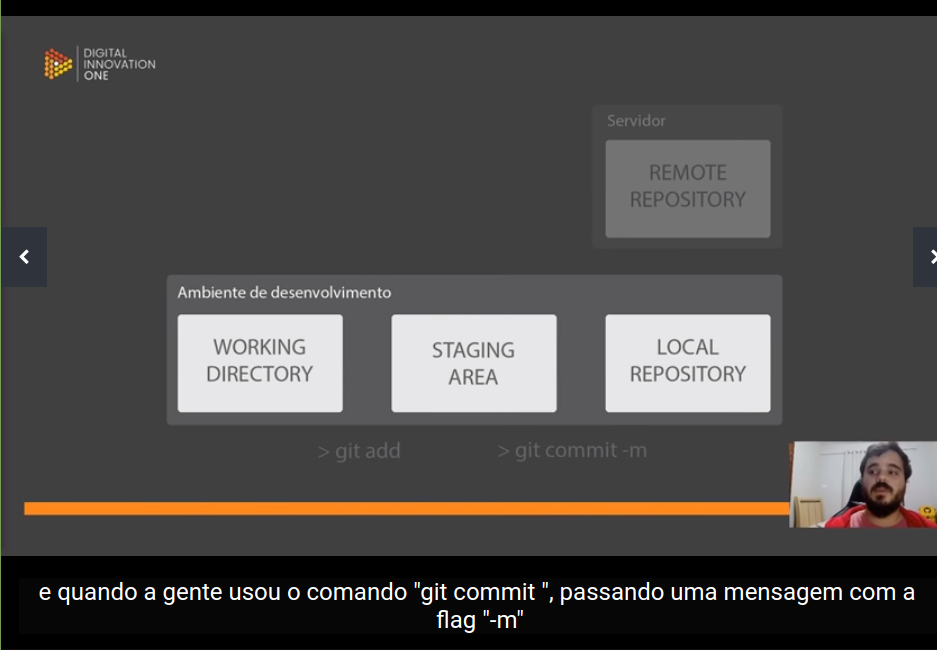 DIGITAL
INNOVATION
ONE
Servidor
REMOTE
REPOSITORY
Ambiente de desenvolvimento
WORKING
DIRECTORY
STAGING
AREA
LOCAL
REPOSITORY
> git add
> git commit -m
e quando a gente usou o comando "git commit ", passando uma mensagem com a
flag "-m"